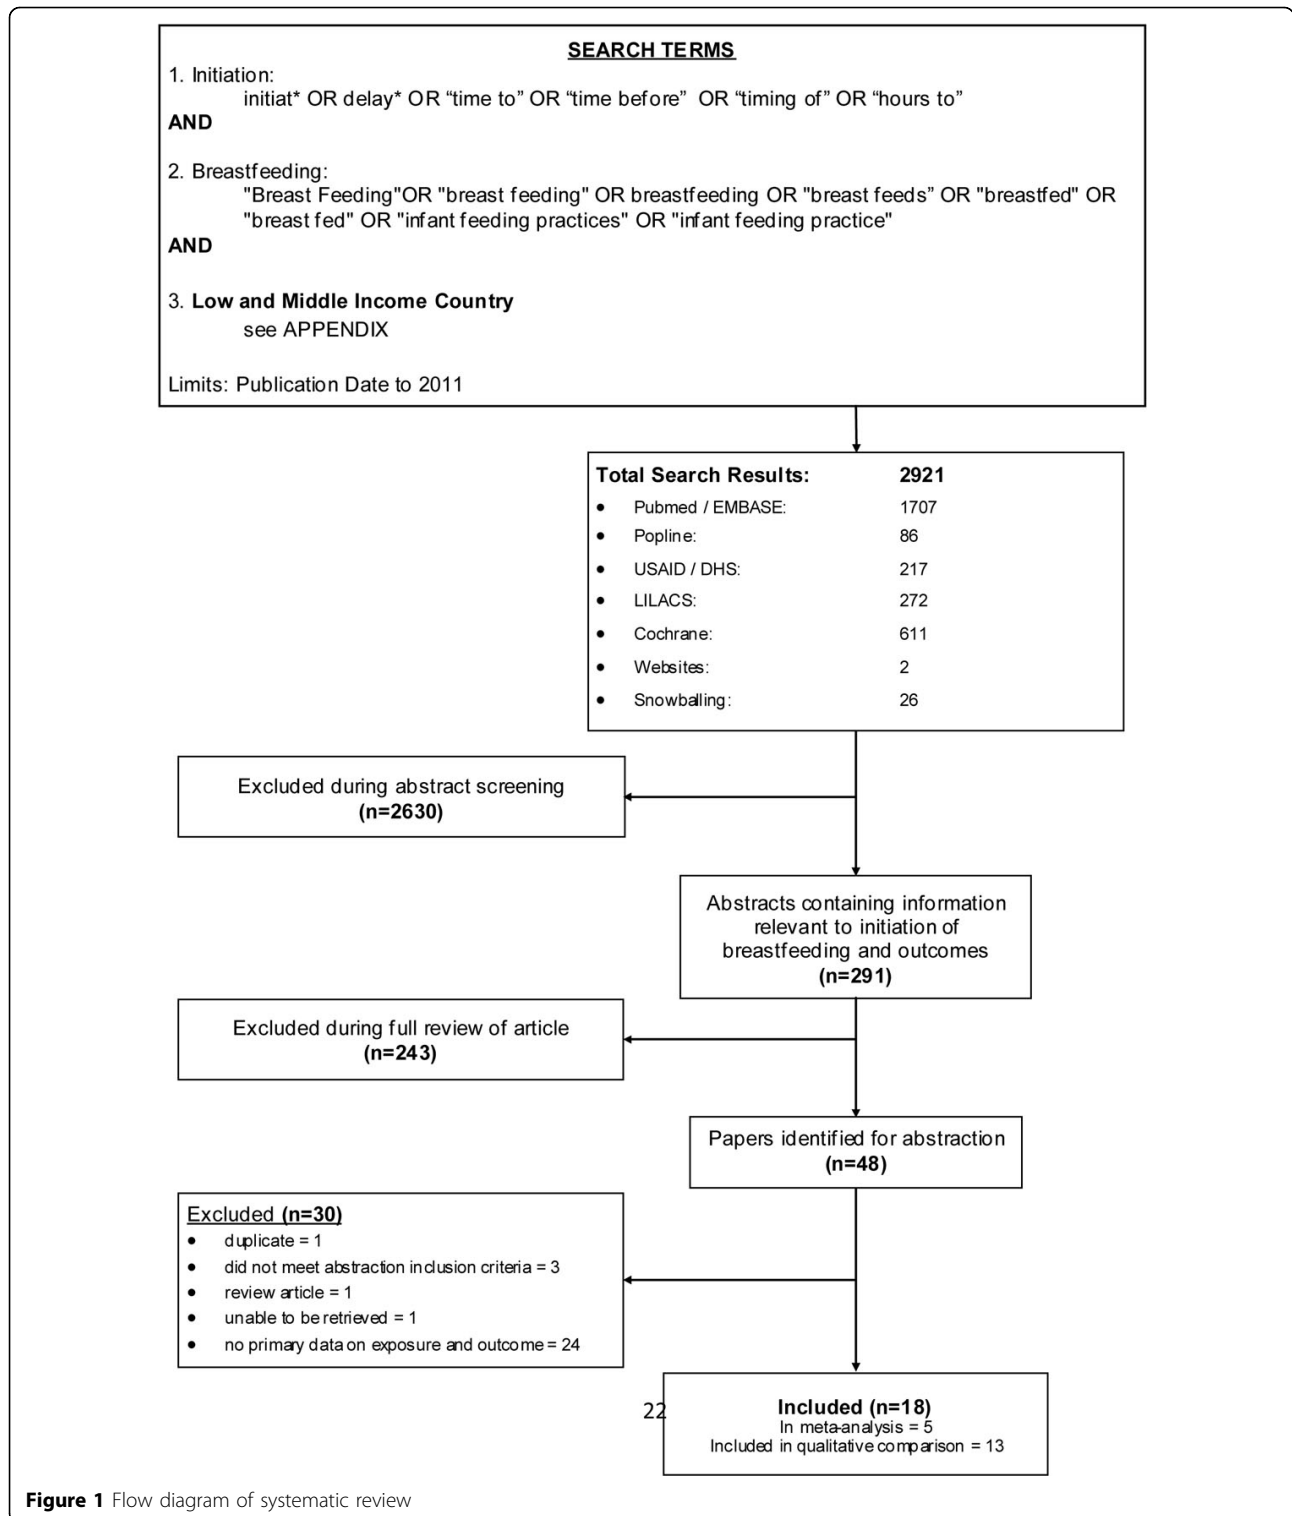 SEARCH TERMS
1. Initiation:
initiat* OR delay* OR “time to” OR “time before” OR “timing of” OR “hours to”
AND
2. Breastfeeding:
"Breast Feeding"OR "breast feeding" OR breastfeeding OR "breast feeds” OR "breastfed" OR
"breast fed" OR "infant feeding practices" OR "infant feeding practice"
AND
3. Low and Middle Income Country
see APPENDIX
Limits: Publication Date to 2011
Total Search Results: 2921
• Pubmed / EMBASE: 1707
• Popline: 86
• USAID / DHS: 217
• LILACS: 272
• Cochrane: 611
• Websites: 2
• Snowballing: 26
Excluded during abstract screening
(n=2630)
Abstracts containing information
relevant to initiation of
breastfeeding and outcomes
(n=291)
Excluded during full review of article
(n=243)
Papers identified for abstraction
(n=48)
Excluded (n=30)
• duplicate = 1
• did not meet abstraction inclusion criteria = 3
• review article = 1
• unable to be retrieved = 1
• no primary data on exposure and outcome = 24
22
Included (n=18)
In meta-analysis = 5
Included in qualitative comparison = 13
Figure 1 Flow diagram of systematic review